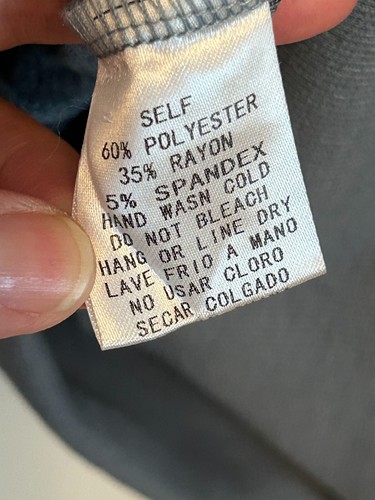 SELF
60% POLYESTER
35% RAYON
5% SPANDEX
HAND WASN COLD
DO NOT BLEACH
HANG OR LINE DRY
LAVE FRIO A MANO
NO USAR CLORO
SECAR COLGADO